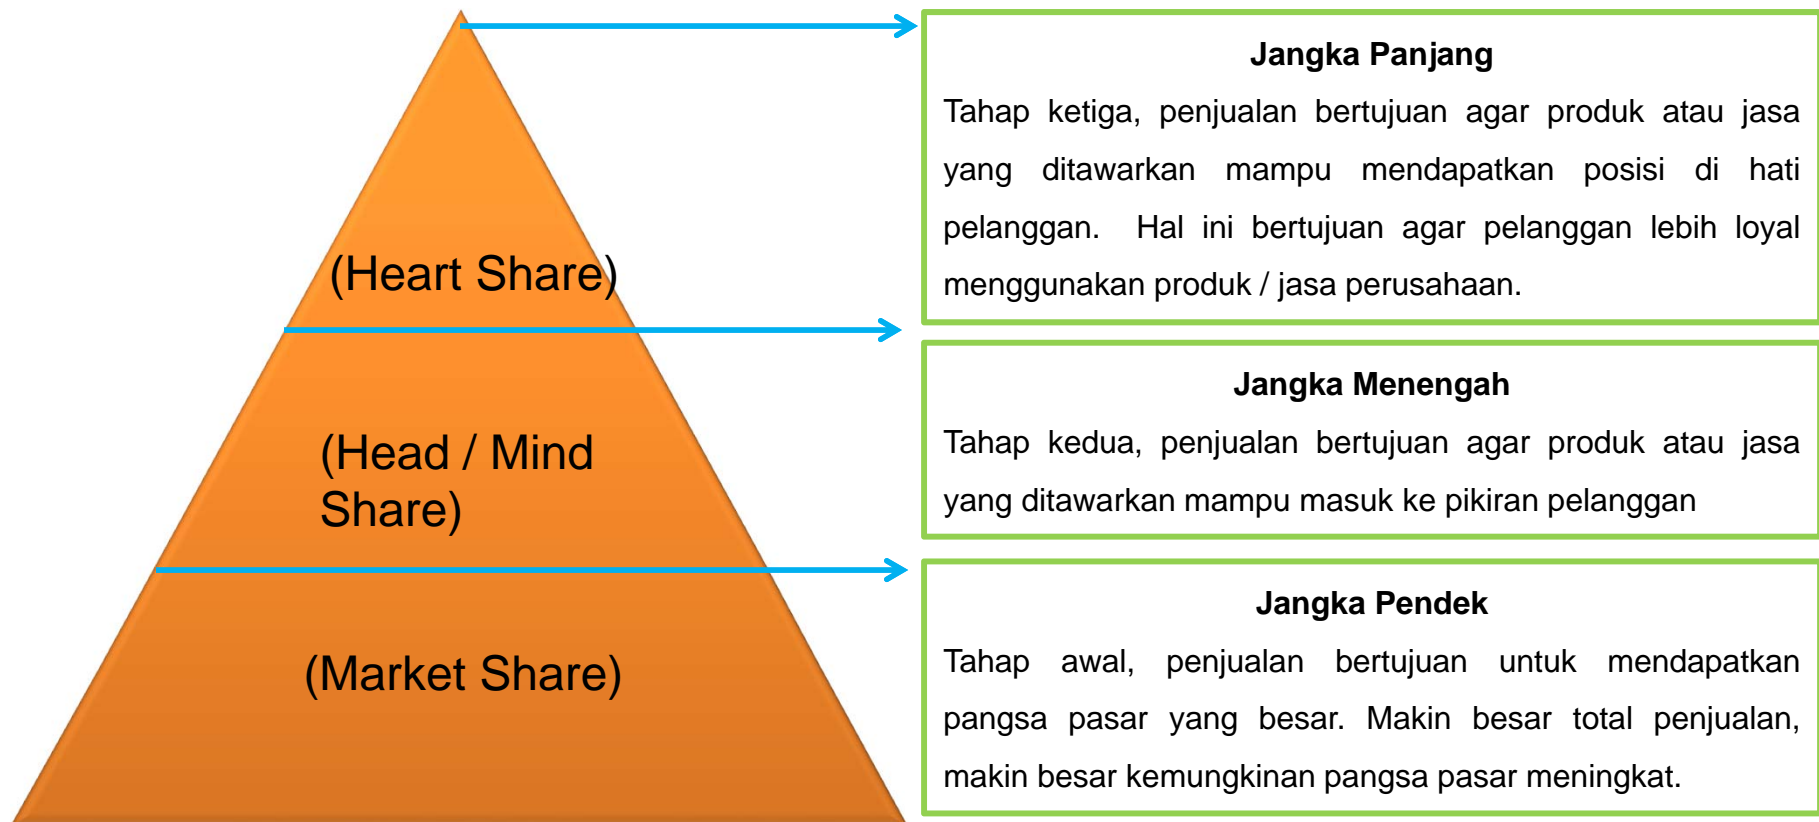 (Heart Share)
(Head / Mind
Share)
(Market Share)
Jangka Panjang
Tahap ketiga, penjualan bertujuan agar produk atau jasa
yang ditawarkan mampu mendapatkan posisi di hati
pelanggan. Hal ini bertujuan agar pelanggan lebih loyal
menggunakan produk / jasa perusahaan.
Jangka Menengah
Tahap kedua, penjualan bertujuan agar produk atau jasa
yang ditawarkan mampu masuk ke pikiran pelanggan
Jangka Pendek
Tahap awal, penjualan bertujuan untuk mendapatkan
pangsa pasar yang besar. Makin besar total penjualan,
makin besar kemungkinan pangsa pasar meningkat.